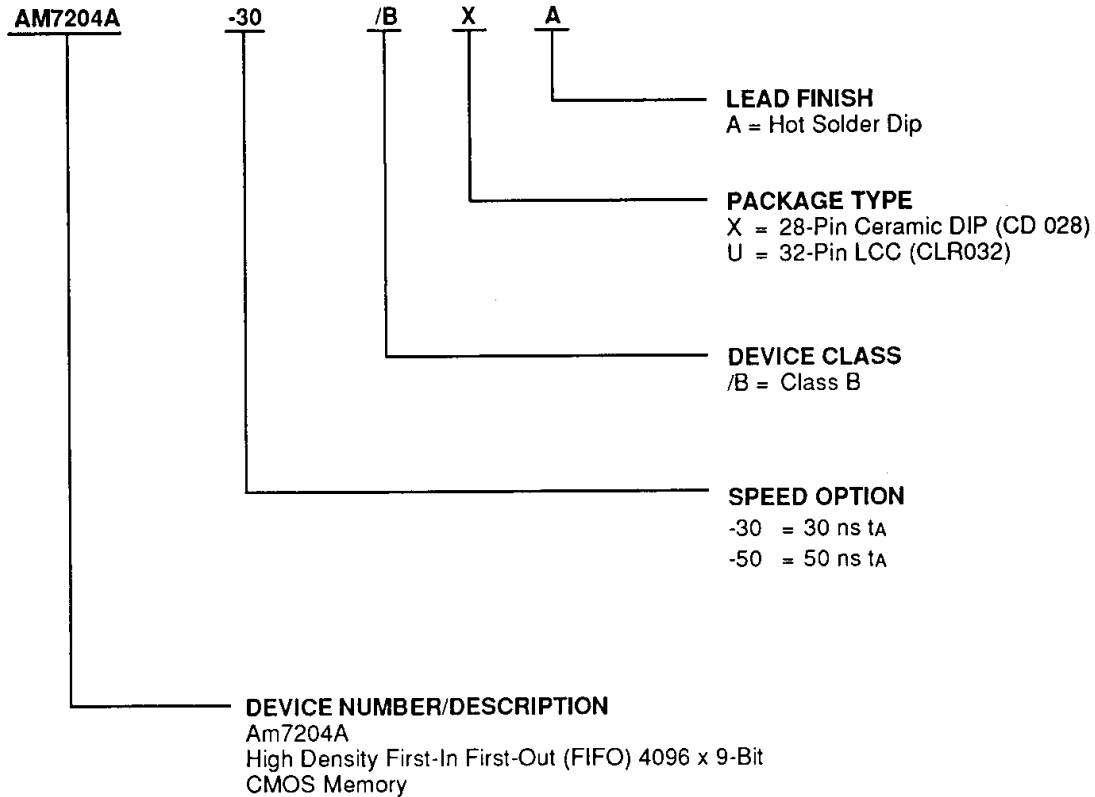 AM7204A -30 /B X A
LEAD FINISH
A = Hot Solder Dip
PACKAGE TYPE
X = 28-Pin Ceramic DIP (CD 028)
U = 32-Pin LCC (CLR032)
DEVICE CLASS
/B = Class B
SPEED OPTION
-30 = 30 ns tA
-50 = 50 ns tA
DEVICE NUMBER/DESCRIPTION
Am7204A
High Density First-In First-Out (FIFO) 4096 x 9-Bit
CMOS Memory